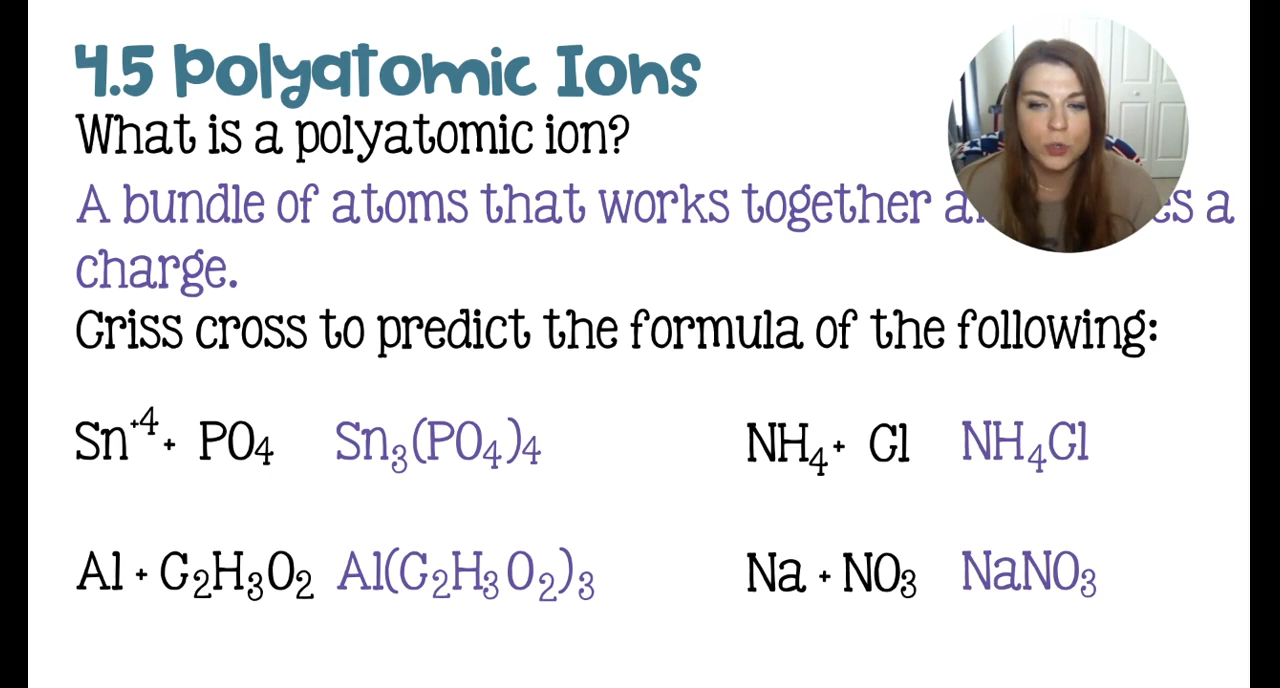 4.5 Polyatomic Ions
What is a polyatomic ion?
A bundle of atoms that works together a
charge.
Criss cross to predict the formula of the following:
Sn⁺⁴ + PO₄ Sn₃(PO₄)₄ NH₄ + Cl NH₄Cl
Al + C₂H₃O₂ Al(C₂H₃O₂)₃ Na + NO₃ NaNO₃